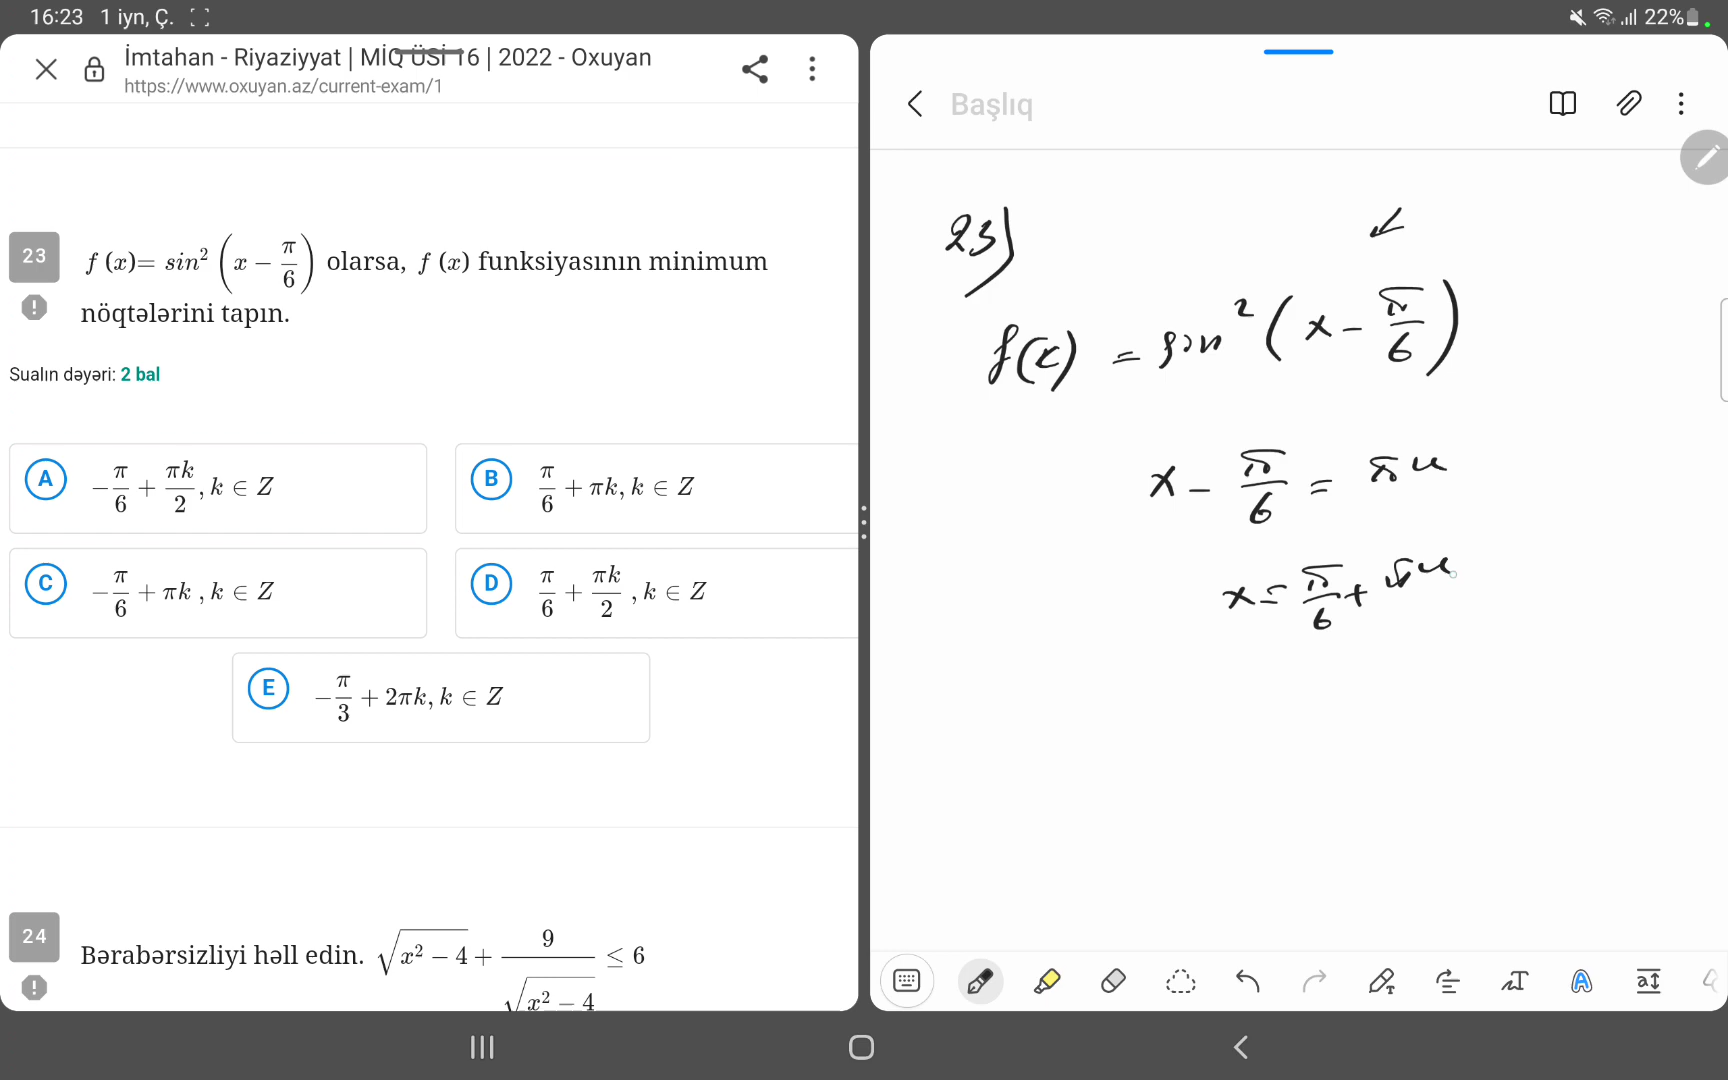 16:23 1 iyn, Ç. 22%
İmtahan - Riyaziyyat | MİQ ÜSİ 16 | 2022 - Oxuyan
https://www.oxuyan.az/current-exam/1
23
f (x)= sin² (x − π/6) olarsa, f (x) funksiyasının minimum
nöqtələrini tapın.
Sualın dəyəri: 2 bal
A −π/6 + πk/2, k ∈ Z
B π/6 + πk, k ∈ Z
C −π/6 + πk , k ∈ Z
D π/6 + πk/2 , k ∈ Z
E −π/3 + 2πk, k ∈ Z
24
Bərabərsizliyi həll edin. √(x² − 4) + 9/√(x² − 4) ≤ 6
Başlıq
23)
f(x) = sin² (x − π/6)
x − π/6 = πk
x = π/6 + πk